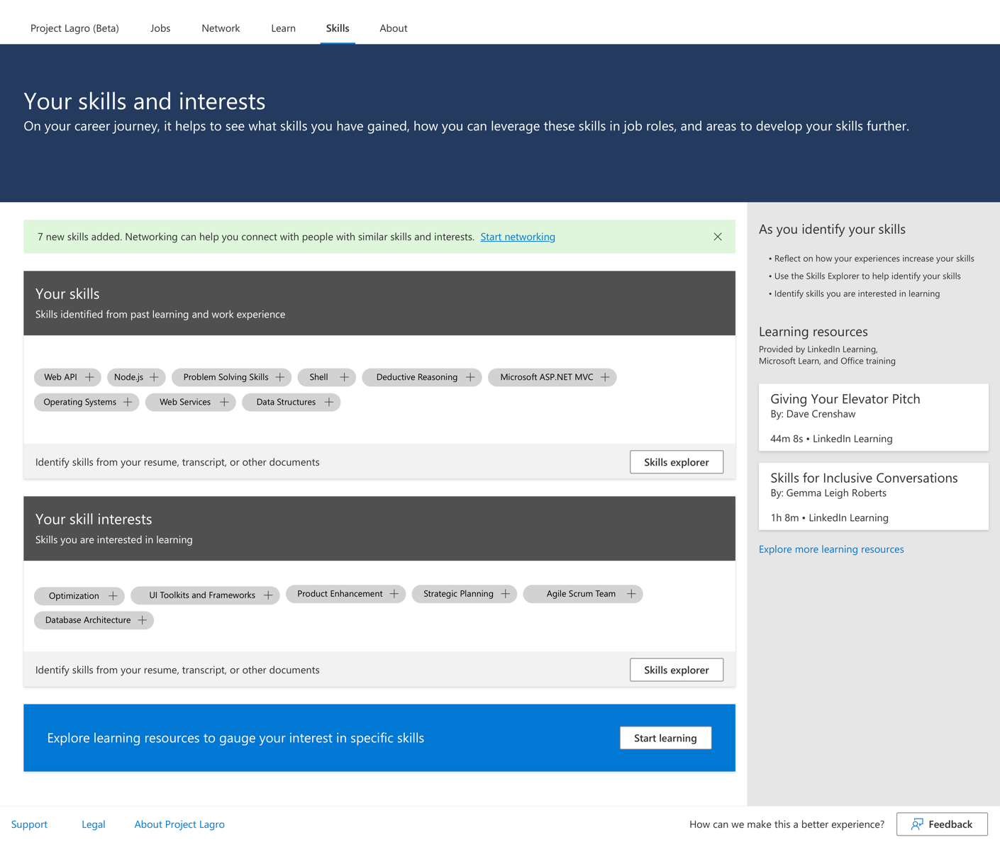 Project Lagro (Beta) Jobs Network Learn Skills About
Your skills and interests
On your career journey, it helps to see what skills you have gained, how you can leverage these skills in job roles, and areas to develop your skills further.
7 new skills added. Networking can help you connect with people with similar skills and interests. Start networking
Your skills
Skills identified from past learning and work experience
Web API Node.js Problem Solving Skills Shell Deductive Reasoning Microsoft ASP.NET MVC
Operating Systems Web Services Data Structures
Identify skills from your resume, transcript, or other documents Skills explorer
Your skill interests
Skills you are interested in learning
Optimization UI Toolkits and Frameworks Product Enhancement Strategic Planning Agile Scrum Team
Database Architecture
Identify skills from your resume, transcript, or other documents Skills explorer
Explore learning resources to gauge your interest in specific skills Start learning
As you identify your skills
• Reflect on how your experiences increase your skills
• Use the Skills Explorer to help identify your skills
• Identify skills you are interested in learning
Learning resources
Provided by LinkedIn Learning,
Microsoft Learn, and Office training
Giving Your Elevator Pitch
By: Dave Crenshaw
44m 8s • LinkedIn Learning
Skills for Inclusive Conversations
By: Gemma Leigh Roberts
1h 8m • LinkedIn Learning
Explore more learning resources
Support Legal About Project Lagro How can we make this a better experience? Feedback